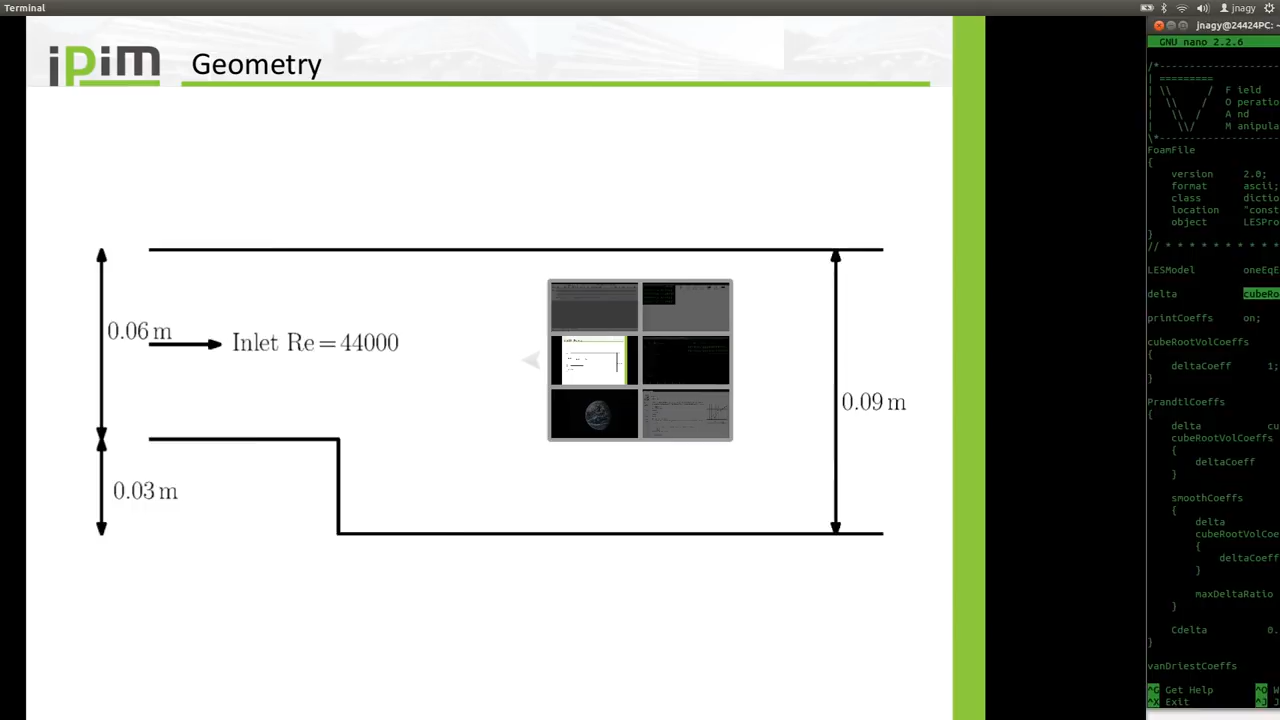 Terminal
jnagy
iPim
Geometry
0.06 m
Inlet Re = 44000
0.09 m
0.03 m
jnagy@24424PC: ~
GNU nano 2.2.6
/*---------------
| =========
| \\ / F ield
| \\ / O peratio
| \\ / A nd
| \\/ M anipula
\*---------------
FoamFile
{
version 2.0;
format ascii;
class dictio
location "const
object LESPro
}
// * * * * * * * * * *
LESModel oneEqE
delta cubeRo
printCoeffs on;
cubeRootVolCoeffs
{
deltaCoeff 1;
}
PrandtlCoeffs
{
delta cu
cubeRootVolCoeffs
{
deltaCoeff
}
smoothCoeffs
{
delta
cubeRootVolCoe
{
deltaCoeff
}
maxDeltaRatio
}
Cdelta 0.
}
vanDriestCoeffs
^G Get Help ^O W
^X Exit ^J J